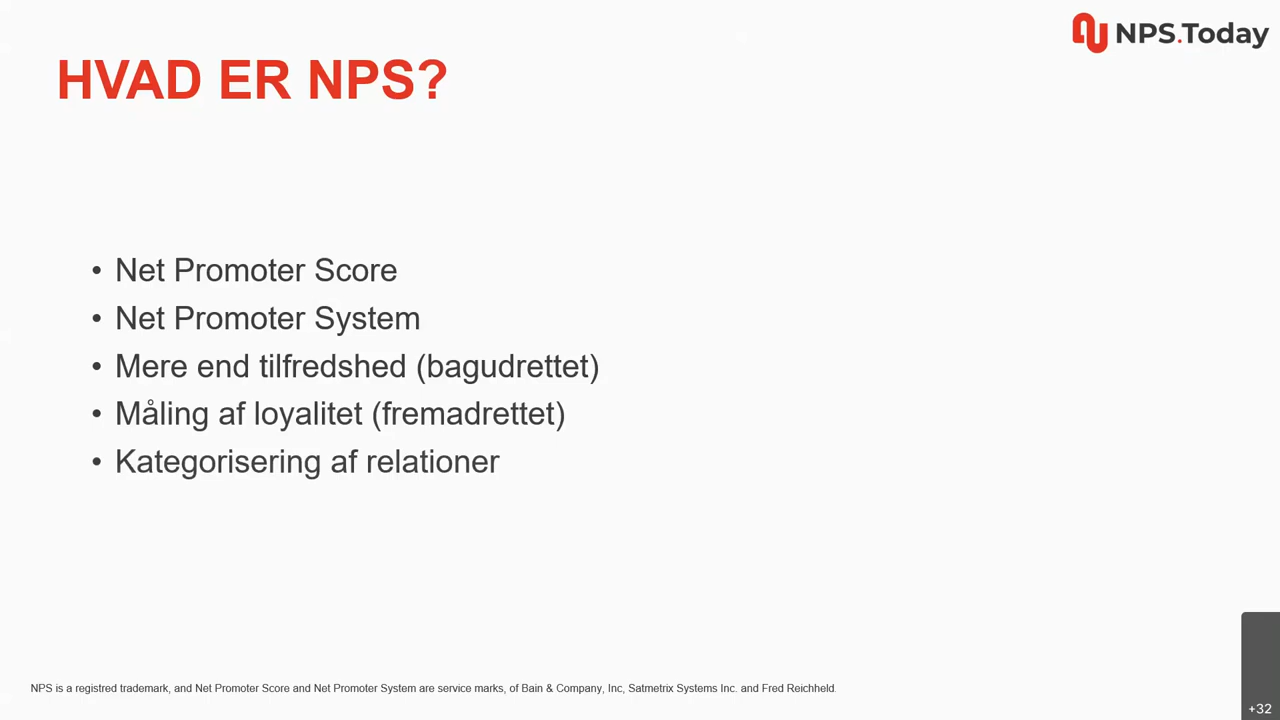 NPS.Today
HVAD ER NPS?
• Net Promoter Score
• Net Promoter System
• Mere end tilfredshed (bagudrettet)
• Måling af loyalitet (fremadrettet)
• Kategorisering af relationer
NPS is a registred trademark, and Net Promoter Score and Net Promoter System are service marks, of Bain & Company, Inc, Satmetrix Systems Inc. and Fred Reichheld.
+32